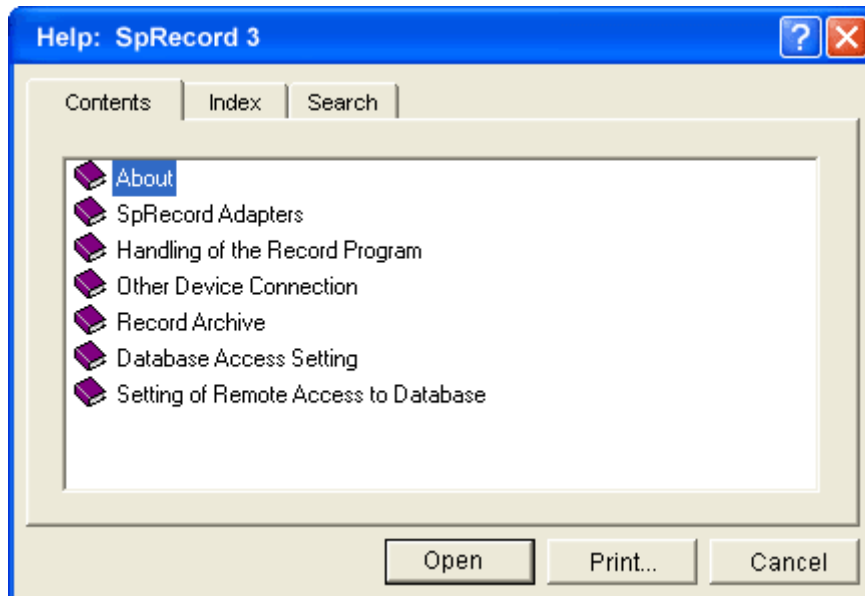 Help: SpRecord 3
?
Contents Index Search
About
SpRecord Adapters
Handling of the Record Program
Other Device Connection
Record Archive
Database Access Setting
Setting of Remote Access to Database
Open Print... Cancel